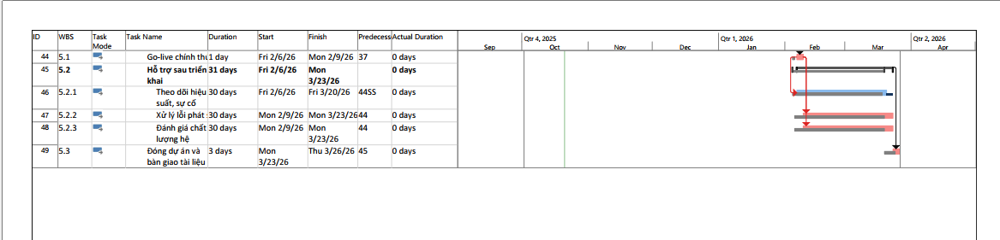 ID WBS Task Mode Task Name Duration Start Finish Predecess Actual Duration
Qtr 4, 2025 Qtr 1, 2026 Qtr 2, 2026
Sep Oct Nov Dec Jan Feb Mar Apr
44 5.1 Go-live chính thư 1 day Fri 2/6/26 Mon 2/9/26 37 0 days
45 5.2 Hỗ trợ sau triển khai 31 days Fri 2/6/26 Mon 3/23/26 0 days
46 5.2.1 Theo dõi hiệu suất, sự cố 30 days Fri 2/6/26 Fri 3/20/26 44SS 0 days
47 5.2.2 Xử lý lỗi phát 30 days Mon 2/9/26 Mon 3/23/26 44 0 days
48 5.2.3 Đánh giá chất lượng hệ 30 days Mon 2/9/26 Mon 3/23/26 44 0 days
49 5.3 Đóng dự án và bàn giao tài liệu 3 days Mon 3/23/26 Thu 3/26/26 45 0 days